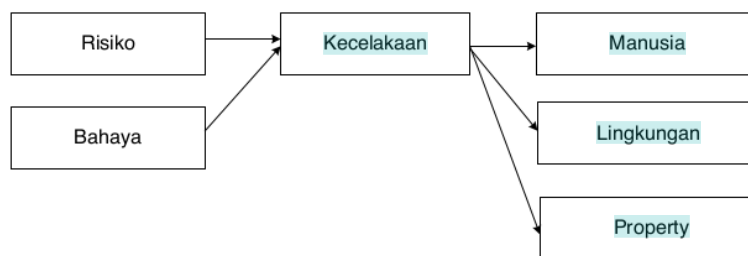 Risiko
Kecelakaan
Manusia
Bahaya
Lingkungan
Property